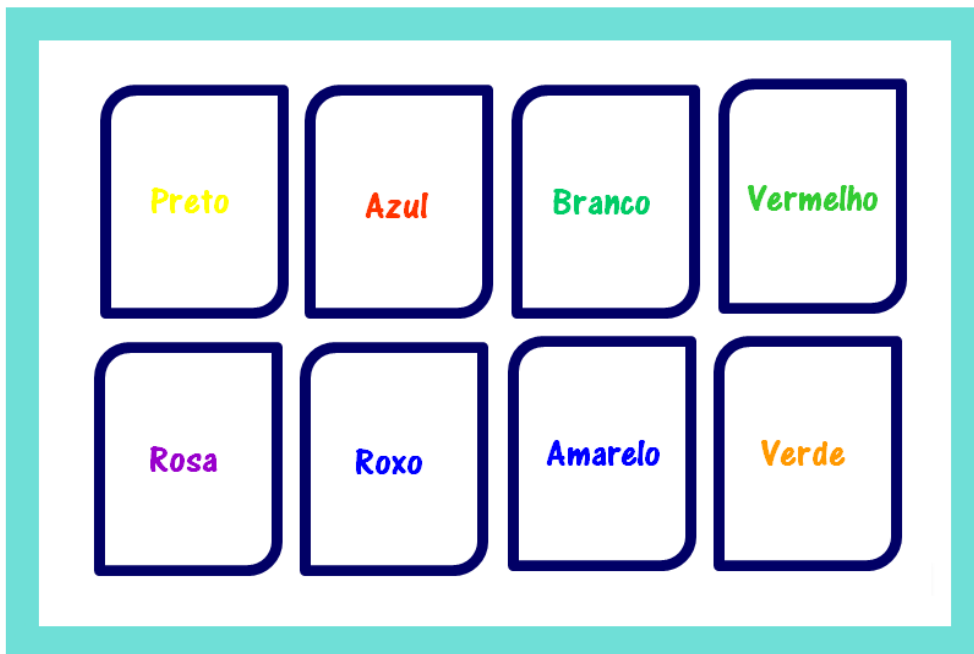 Preto
Azul
Branco
Vermelho
Rosa
Roxo
Amarelo
Verde